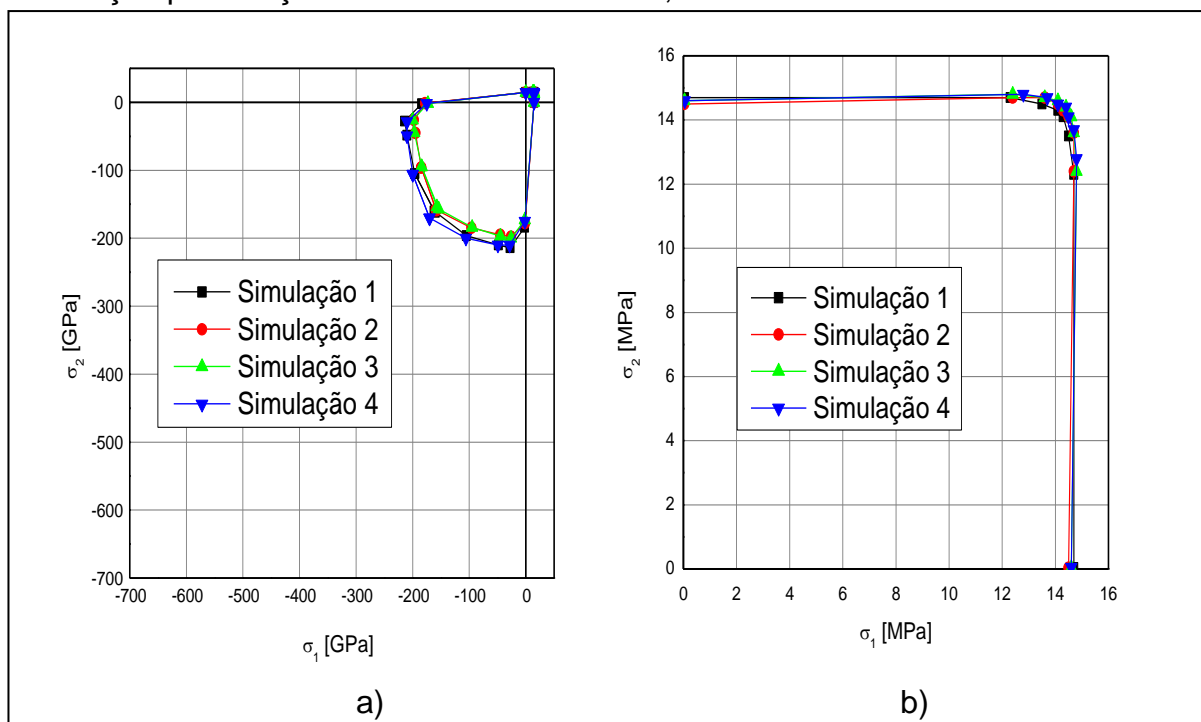 0
-100
-200
-300
-400
-500
-600
-700
-700 -600 -500 -400 -300 -200 -100 0
σ2 [GPa]
σ1 [GPa]
Simulação 1
Simulação 2
Simulação 3
Simulação 4
a)
16
14
12
10
8
6
4
2
0
0 2 4 6 8 10 12 14 16
σ2 [MPa]
σ1 [MPa]
Simulação 1
Simulação 2
Simulação 3
Simulação 4
b)